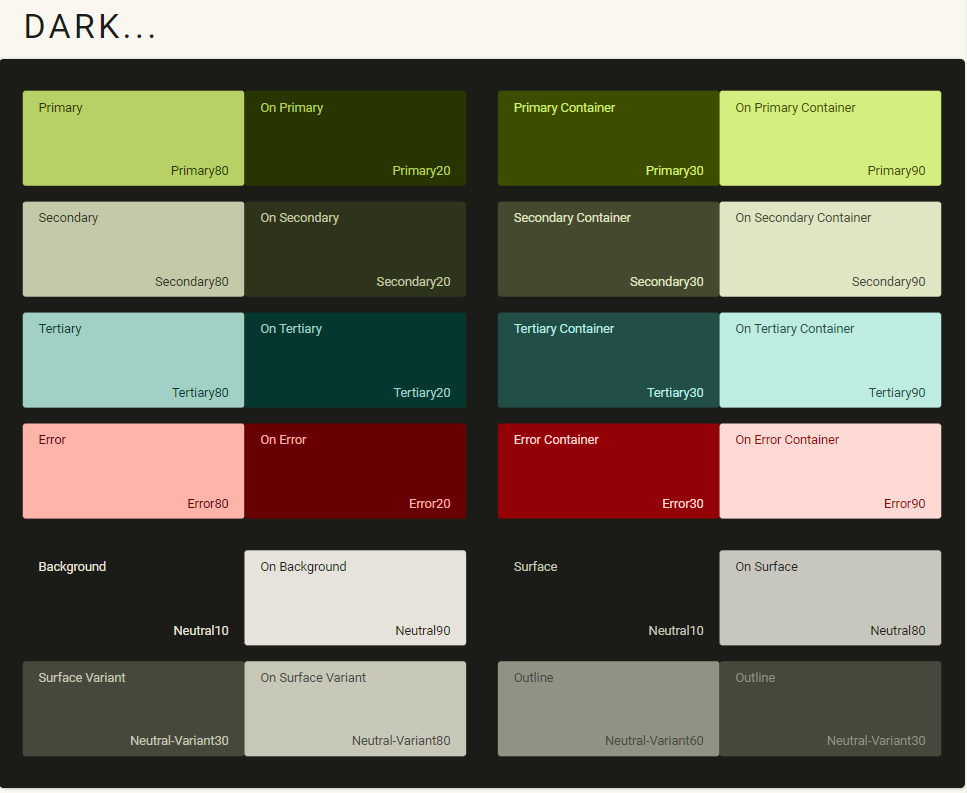 DARK...
Primary
On Primary
Primary Container
On Primary Container
Primary80
Primary20
Primary30
Primary90
Secondary
On Secondary
Secondary Container
On Secondary Container
Secondary80
Secondary20
Secondary30
Secondary90
Tertiary
On Tertiary
Tertiary Container
On Tertiary Container
Tertiary80
Tertiary20
Tertiary30
Tertiary90
Error
On Error
Error Container
On Error Container
Error80
Error20
Error30
Error90
Background
On Background
Surface
On Surface
Neutral10
Neutral90
Neutral10
Neutral80
Surface Variant
On Surface Variant
Outline
Outline
Neutral-Variant30
Neutral-Variant80
Neutral-Variant60
Neutral-Variant30